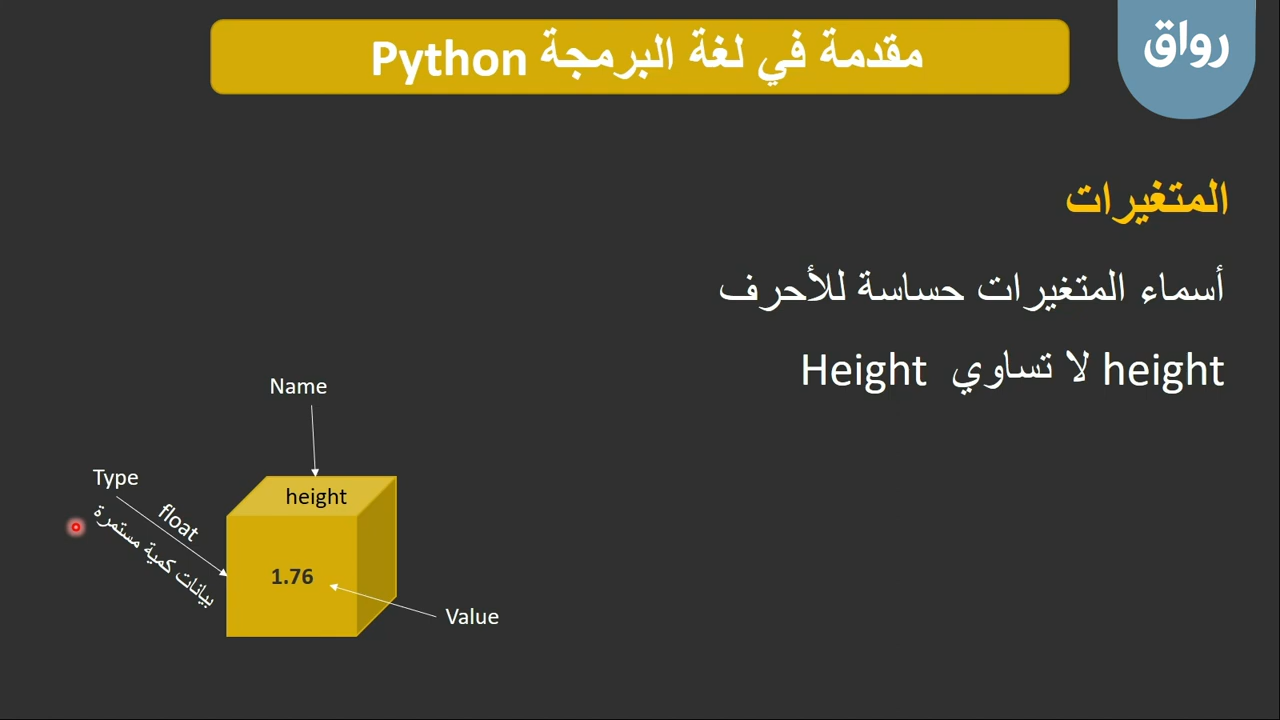 رواق
مقدمة في لغة البرمجة Python
المتغيرات
أسماء المتغيرات حساسة للأحرف
height لا تساوي Height
Name
Type
float
بيانات كمية مستمرة
height
1.76
Value